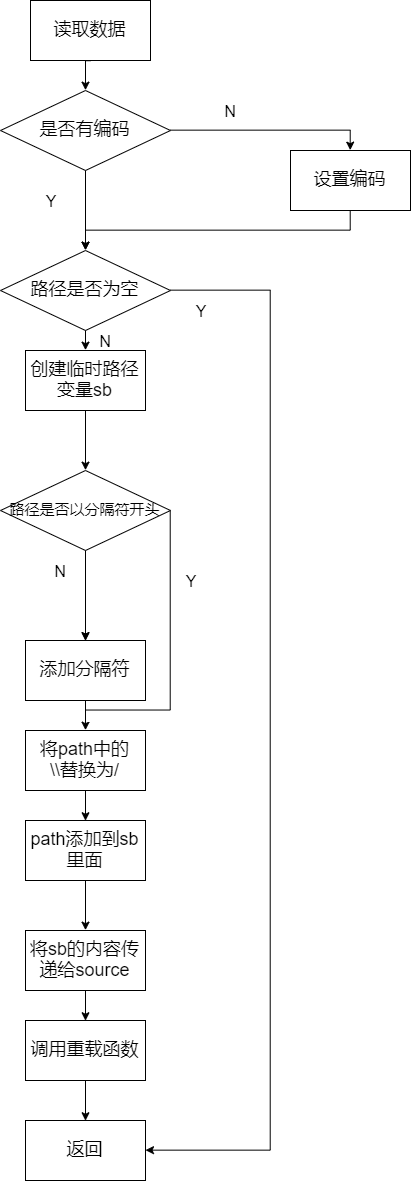 读取数据
是否有编码
N
设置编码
Y
路径是否为空
Y
N
创建临时路径
变量sb
路径是否以分隔符开头
N
Y
添加分隔符
将path中的
\\替换为/
path添加到sb
里面
将sb的内容传
递给source
调用重载函数
返回